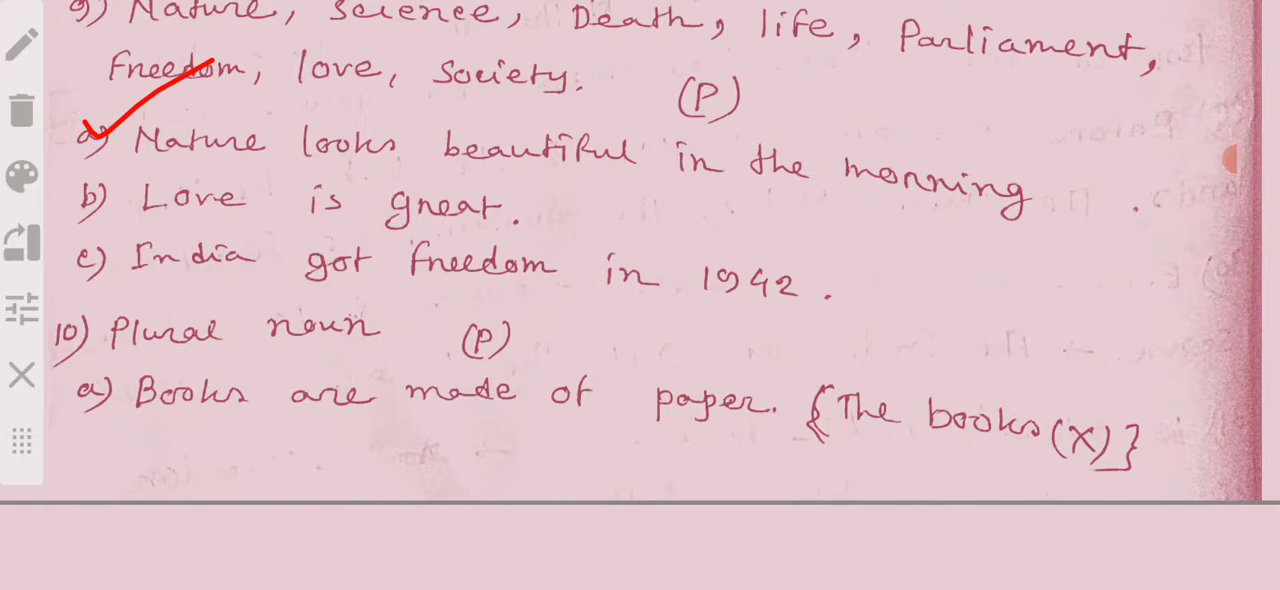 9) Nature, Science, Death, life, Parliament,
Freedom, love, Society. (P)
a) Nature looks beautiful in the morning.
b) Love is great.
c) India got freedom in 1942.
10) Plural noun (P)
a) Books are made of paper. {The books (X)}